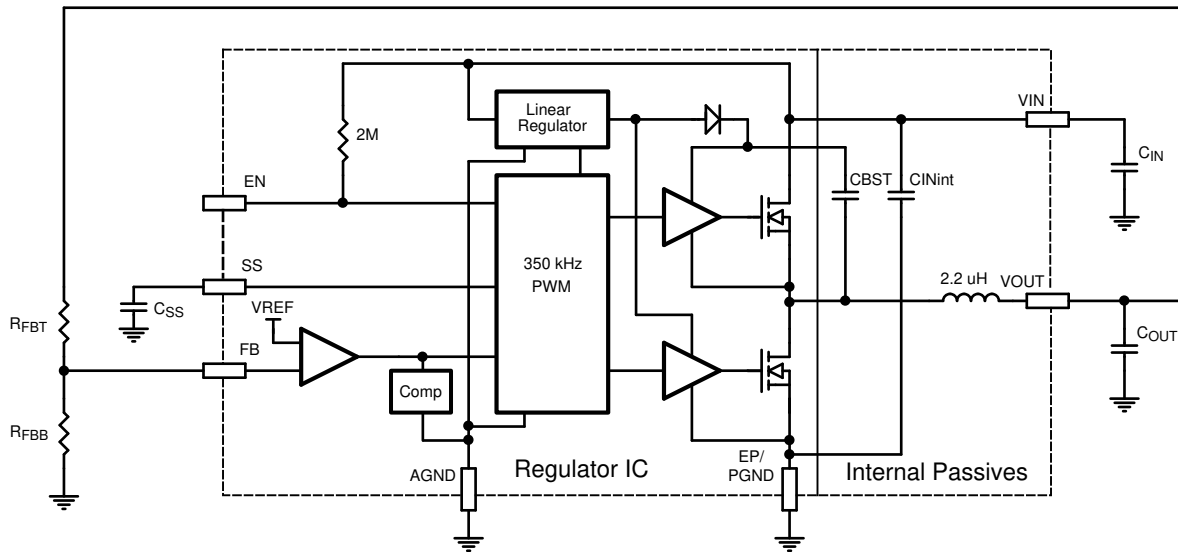 Linear
Regulator
VIN
2M
CIN
EN
CBST
CINint
350 kHz
PWM
SS
2.2 uH
VOUT
CSS
VREF
RFBT
COUT
FB
Comp
RFBB
AGND
Regulator IC
EP/
PGND
Internal Passives